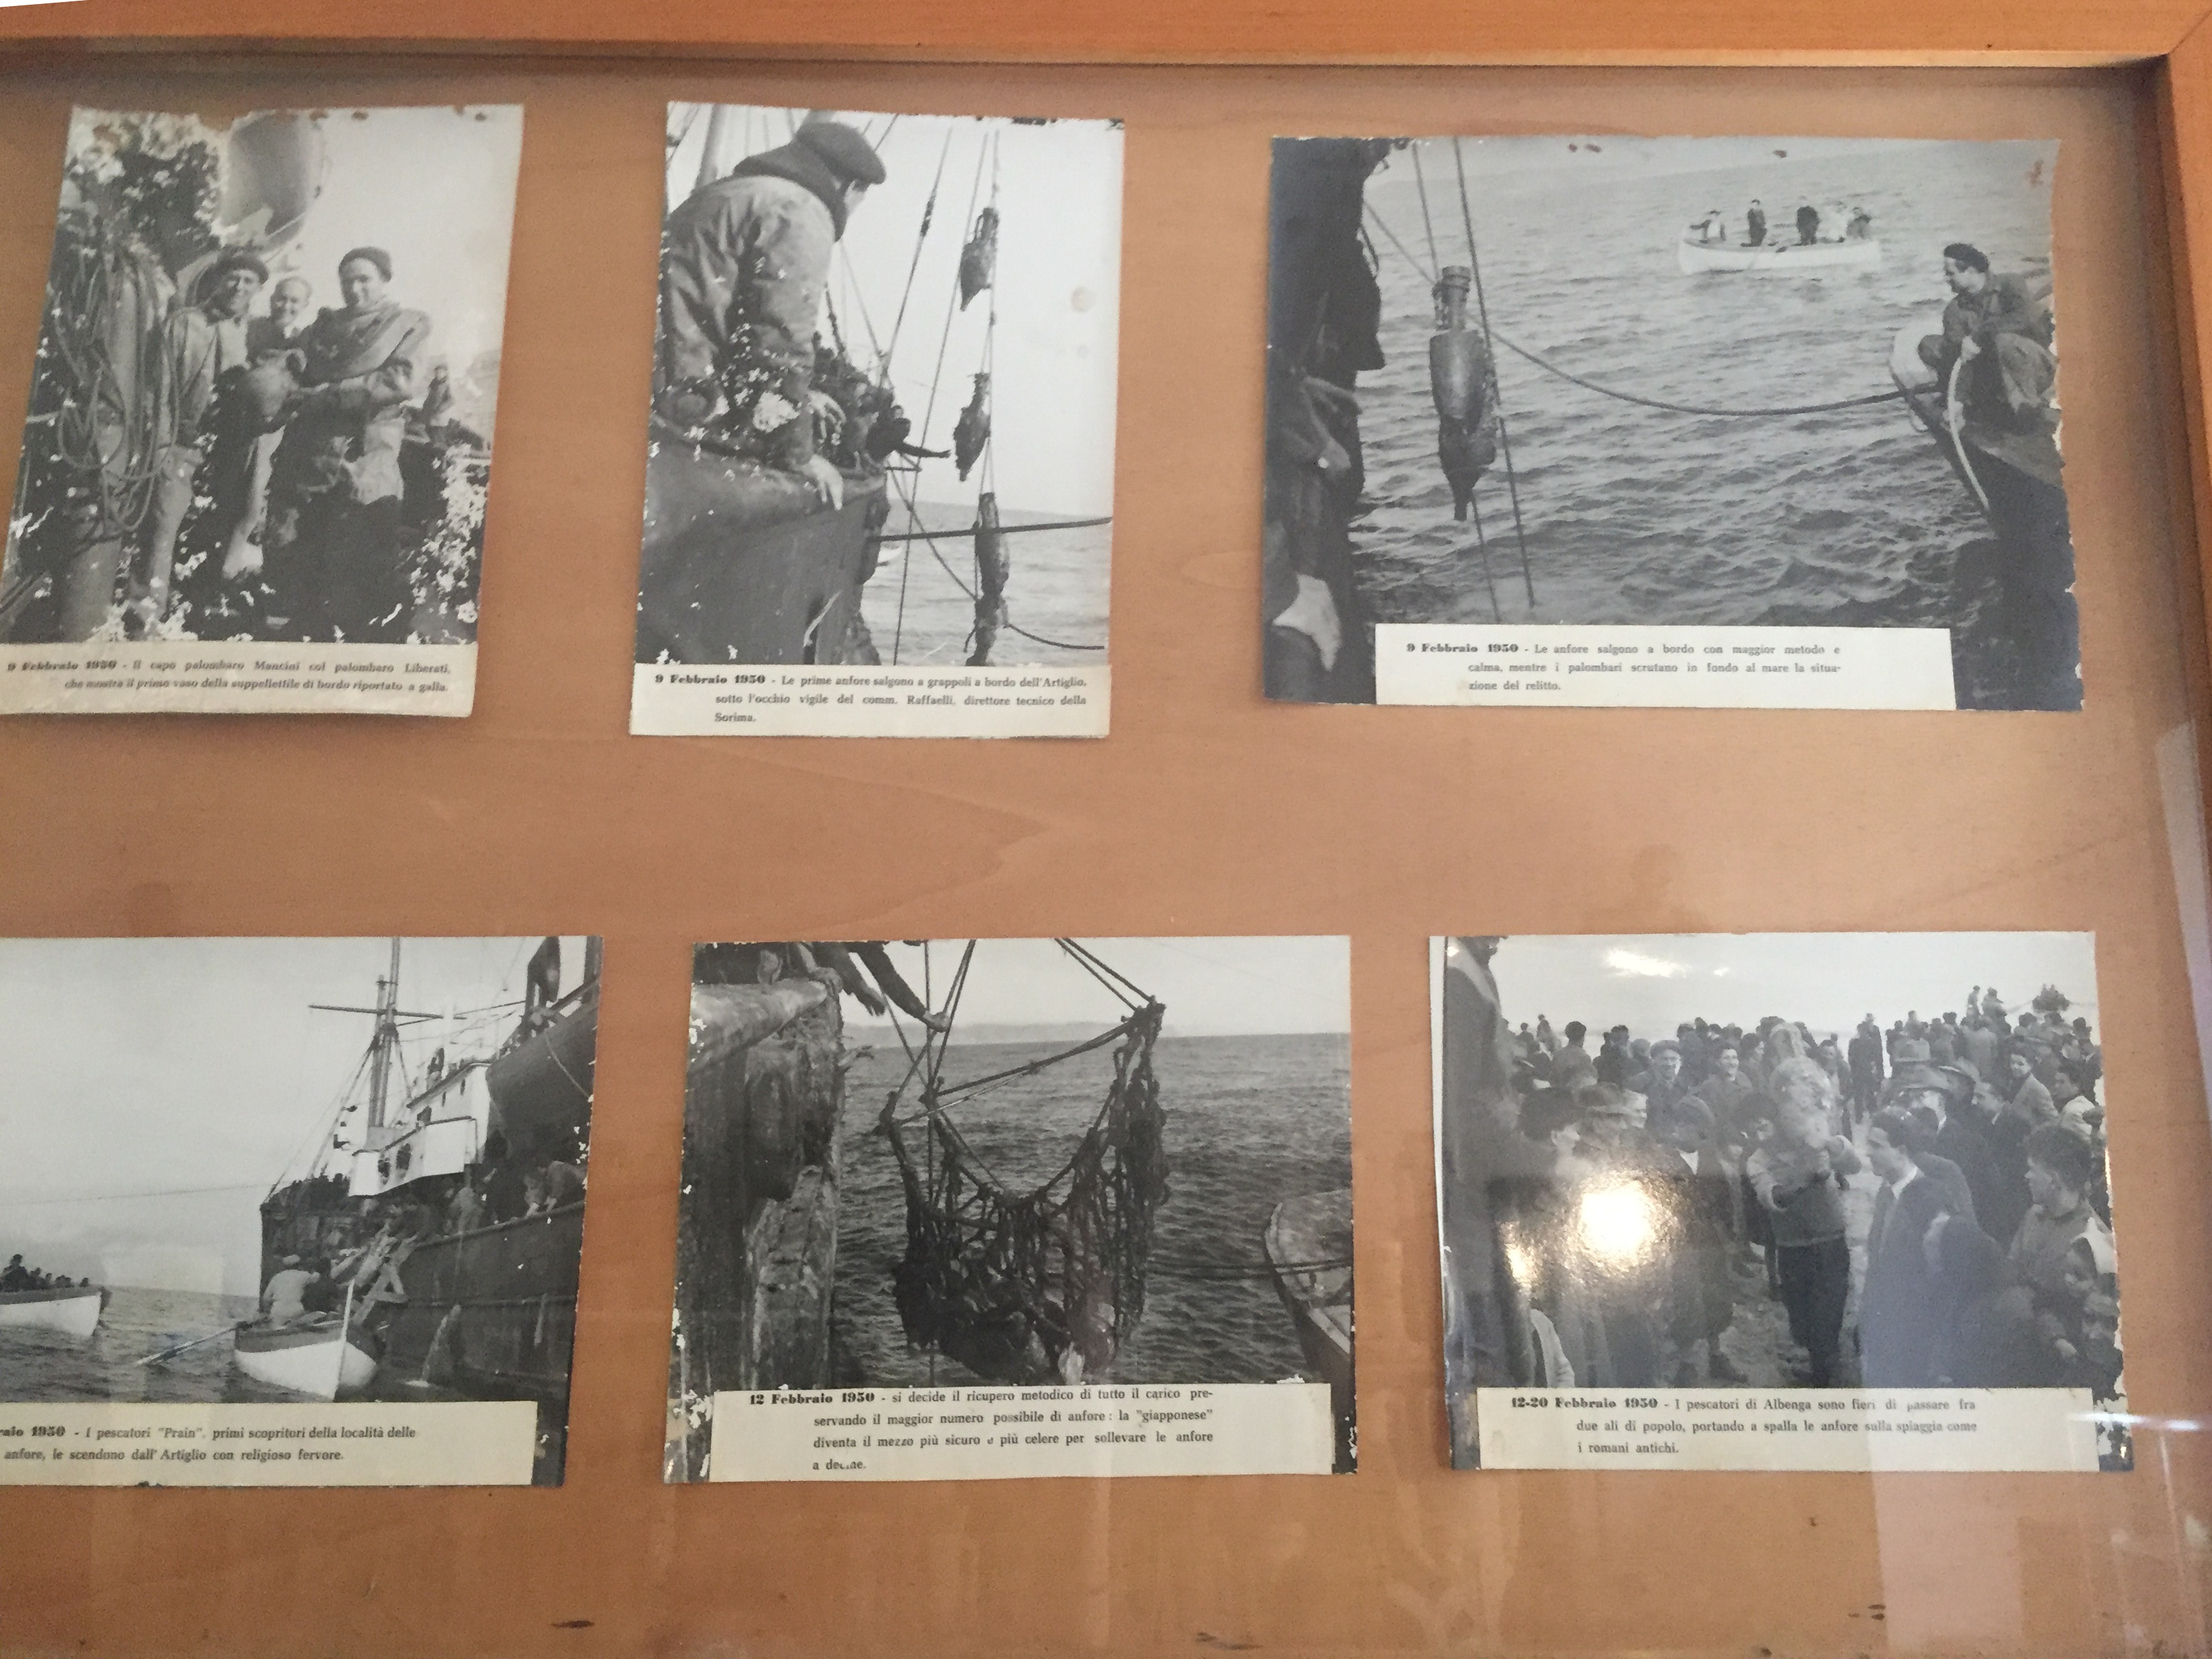 9 Febbraio 1950 - Il capo palombaro Mancini col palombaro Liberati,
che mostra il primo vaso della suppellettile di bordo riportato a galla.
9 Febbraio 1950 - Le prime anfore salgono a grappoli a bordo dell'Artiglio,
sotto l'occhio vigile del comm. Raffaelli, direttore tecnico della
Sorima.
9 Febbraio 1950 - Le anfore salgono a bordo con maggior metodo e
calma, mentre i palombari scrutano in fondo al mare la situa-
zione del relitto.
raio 1950 - I pescatori "Prain", primi scopritori della località delle
anfore, le scendono dall'Artiglio con religioso fervore.
12 Febbraio 1950 - si decide il ricupero metodico di tutto il carico pre-
servando il maggior numero possibile di anfore : la "giapponese"
diventa il mezzo più sicuro e più celere per sollevare le anfore
a
12-20 Febbraio 1950 - I pescatori di Albenga sono fieri di passare fra
due ali di popolo, portando a spalla le anfore sulla spiaggia come
i romani antichi.